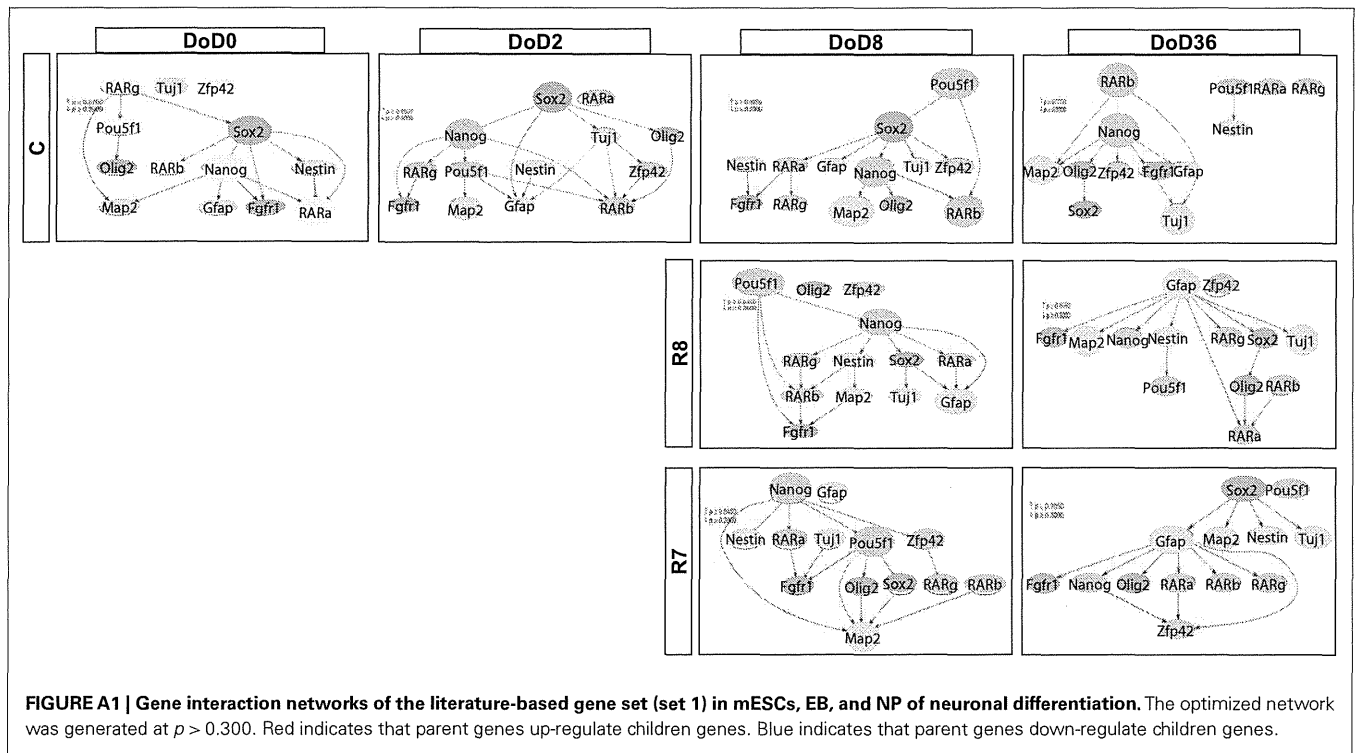 DoD0 DoD2 DoD8 DoD36
C
RARg Tuj1 Zfp42
Pou5f1 Sox2
Olig2 RARb Nanog Nestin
Map2 Gfap Fgfr1 RARa
Sox2 RARa
Nanog Tuj1 Olig2
RARg Pou5f1 Nestin Zfp42
Fgfr1 Map2 Gfap RARb
Pou5f1
Sox2
Nestin RARa Gfap Nanog Tuj1 Zfp42
Fgfr1 RARg Map2 Olig2 RARb
RARb Pou5f1 RARa RARg
Nanog Nestin
Map2 Olig2 Zfp42 Fgfr1 Gfap
Sox2 Tuj1
R8
Pou5f1 Olig2 Zfp42
Nanog
RARg Nestin Sox2 RARa
RARb Map2 Tuj1 Gfap
Fgfr1
Gfap Zfp42
Fgfr1 Map2 Nanog Nestin RARg Sox2 Tuj1
Pou5f1 Olig2 RARb
RARa
R7
Nanog Gfap
Nestin RARa Tuj1 Pou5f1 Zfp42
Fgfr1 Olig2 Sox2 RARg RARb
Map2
Sox2 Pou5f1
Gfap Map2 Nestin Tuj1
Fgfr1 Nanog Olig2 RARa RARb RARg
Zfp42
FIGURE A1 | Gene interaction networks of the literature-based gene set (set 1) in mESCs, EB, and NP of neuronal differentiation. The optimized network
was generated at p > 0.300. Red indicates that parent genes up-regulate children genes. Blue indicates that parent genes down-regulate children genes.